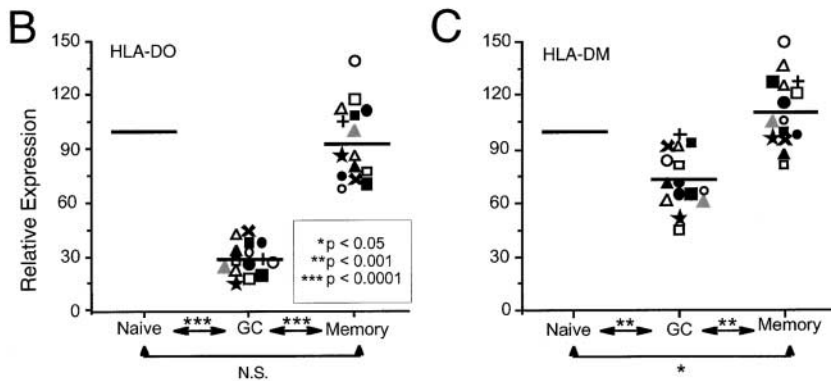 B
HLA-DO
Relative Expression
150
120
90
60
30
0
*p < 0.05
**p < 0.001
***p < 0.0001
Naive *** GC *** Memory
N.S.
C
HLA-DM
150
120
90
60
30
0
Naive ** GC ** Memory
*